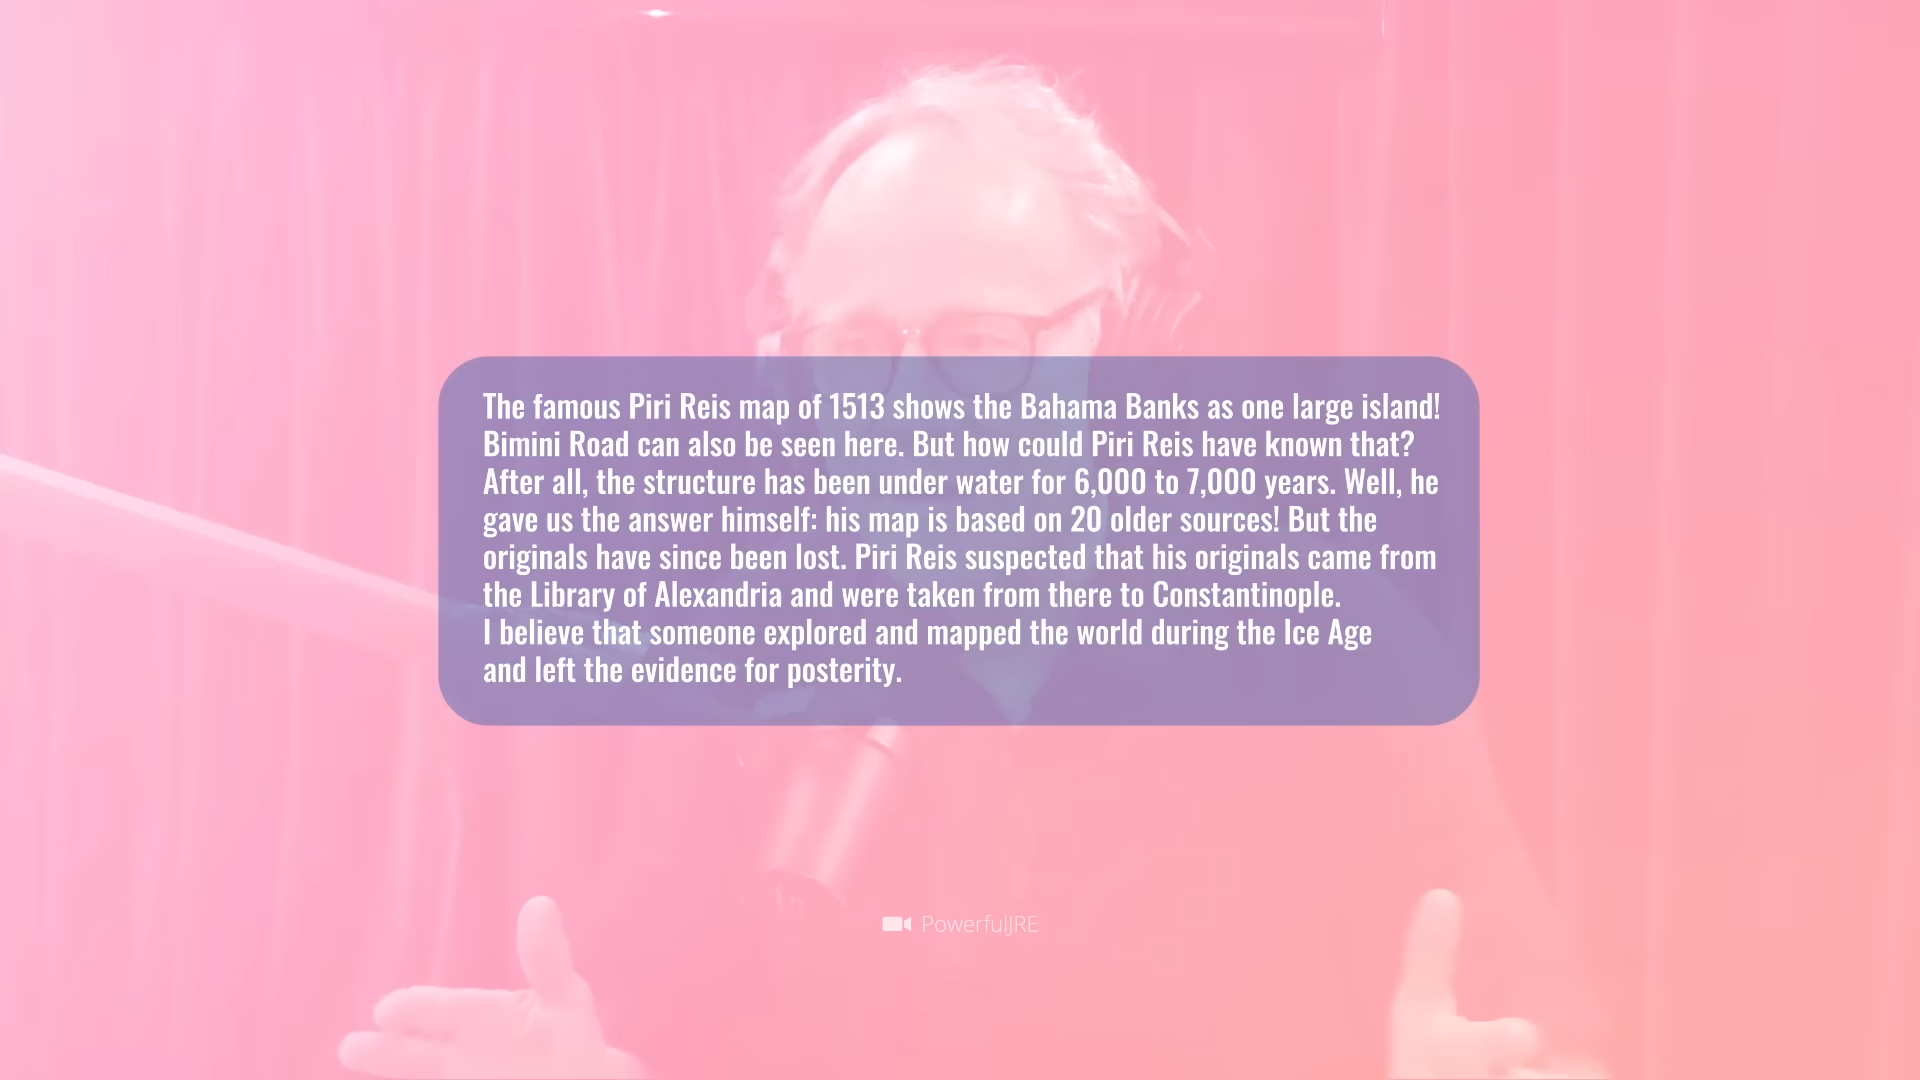 The famous Piri Reis map of 1513 shows the Bahama Banks as one large island!
Bimini Road can also be seen here. But how could Piri Reis have known that?
After all, the structure has been under water for 6,000 to 7,000 years. Well, he
gave us the answer himself: his map is based on 20 older sources! But the
originals have since been lost. Piri Reis suspected that his originals came from
the Library of Alexandria and were taken from there to Constantinople.
I believe that someone explored and mapped the world during the Ice Age
and left the evidence for posterity.
PowerfulJRE